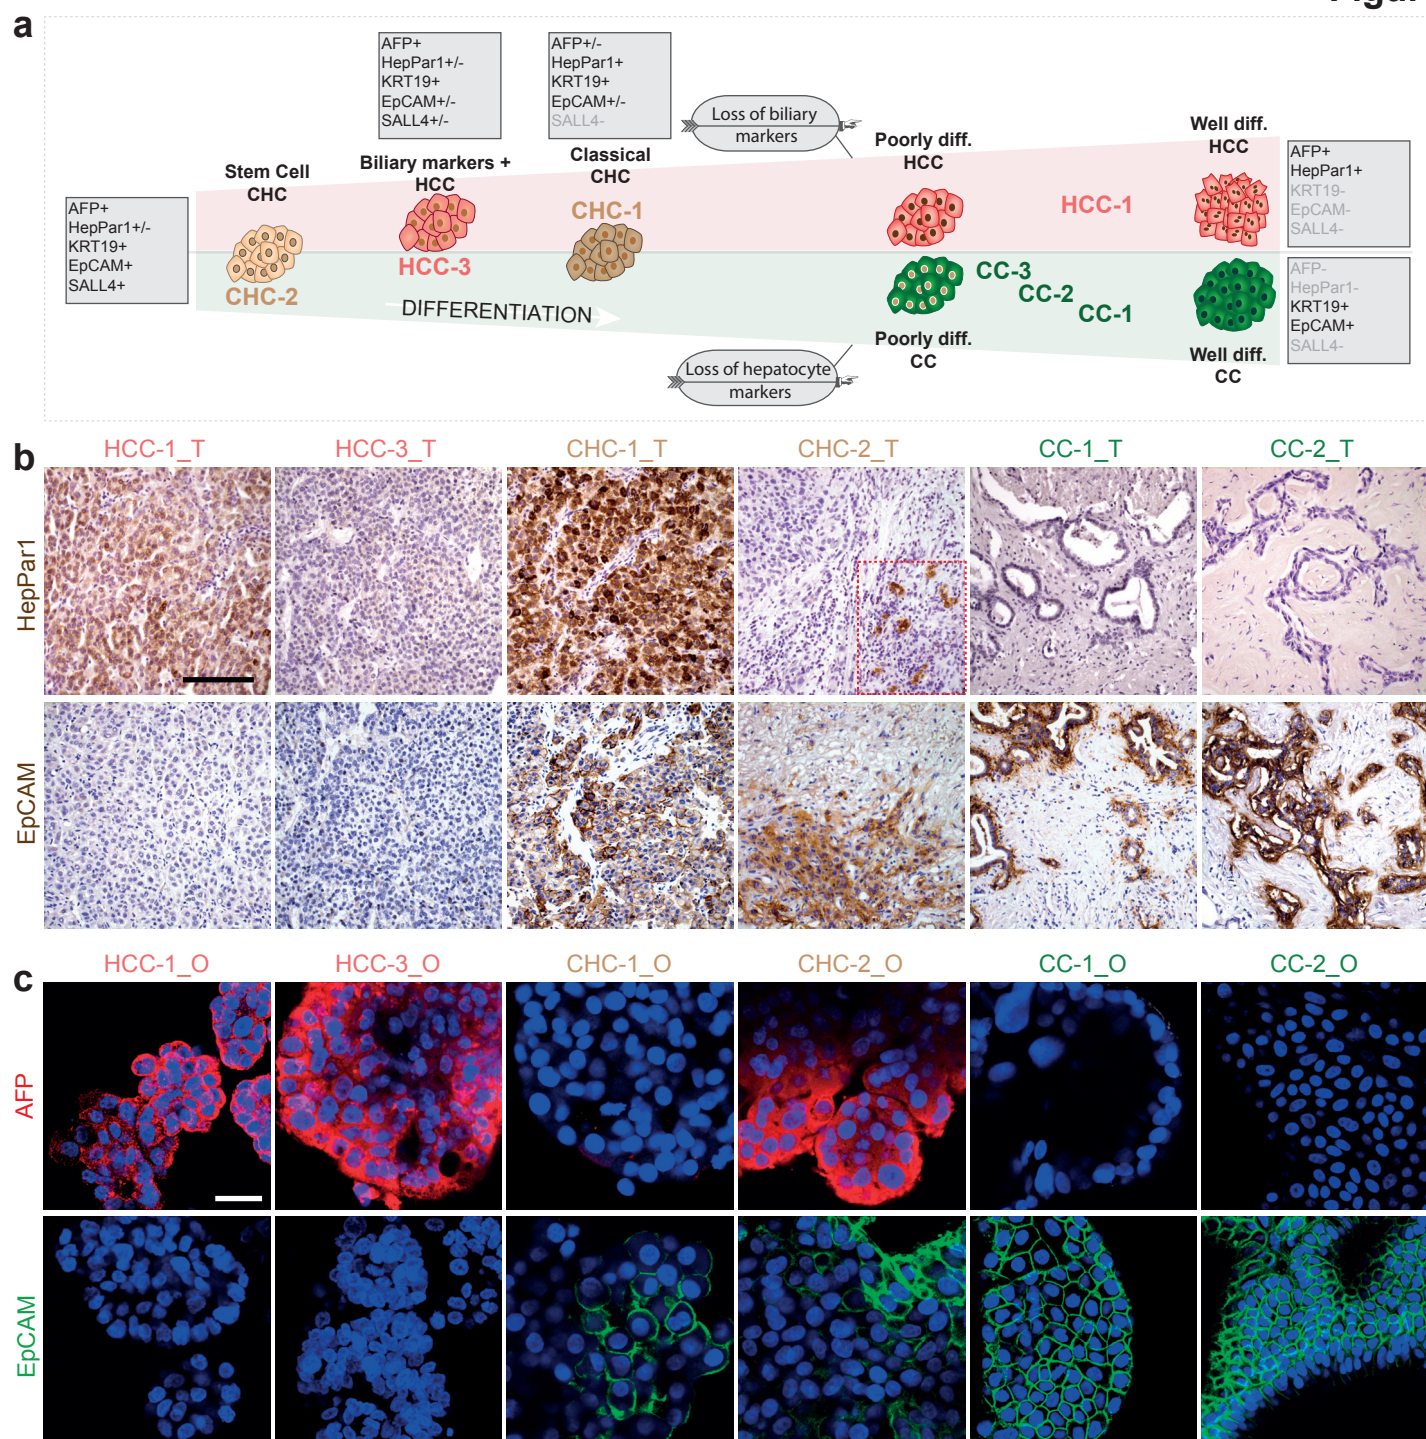 a
AFP+
HepPar1+/-
KRT19+
EpCAM+/-
SALL4+/-
AFP+/-
HepPar1+
KRT19+
EpCAM+/-
SALL4-
Loss of biliary
markers
Stem Cell
CHC
Biliary markers +
HCC
Classical
CHC
Poorly diff.
HCC
Well diff.
HCC
AFP+
HepPar1+/-
KRT19+
EpCAM+
SALL4+
CHC-2
HCC-3
CHC-1
HCC-1
AFP+
HepPar1+
KRT19-
EpCAM-
SALL4-
CC-3
CC-2
CC-1
AFP-
HepPar1-
KRT19+
EpCAM+
SALL4-
DIFFERENTIATION
Loss of hepatocyte
markers
Poorly diff.
CC
Well diff.
CC
b
HCC-1_T
HCC-3_T
CHC-1_T
CHC-2_T
CC-1_T
CC-2_T
HepPar1
EpCAM
c
HCC-1_O
HCC-3_O
CHC-1_O
CHC-2_O
CC-1_O
CC-2_O
AFP
EpCAM